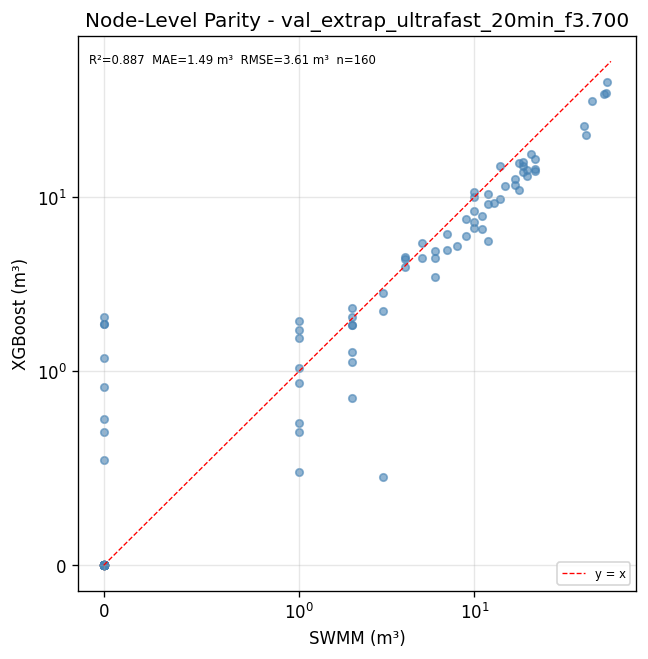 Node-Level Parity - val_extrap_ultrafast_20min_f3.700
R²=0.887 MAE=1.49 m³ RMSE=3.61 m³ n=160
10¹
10⁰
0
XGBoost (m³)
y = x
0
10⁰
10¹
SWMM (m³)